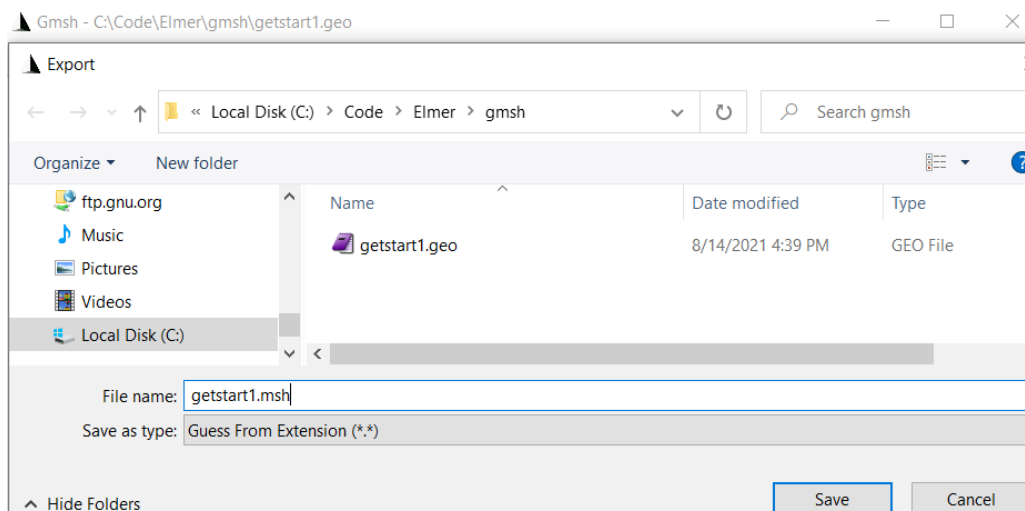 Gmsh - C:\Code\Elmer\gmsh\getstart1.geo
Export
« Local Disk (C:) > Code > Elmer > gmsh
Search gmsh
Organize
New folder
Name
Date modified
Type
ftp.gnu.org
Music
Pictures
Videos
Local Disk (C:)
getstart1.geo
8/14/2021 4:39 PM
GEO File
File name: getstart1.msh
Save as type: Guess From Extension (*.*)
Hide Folders
Save
Cancel